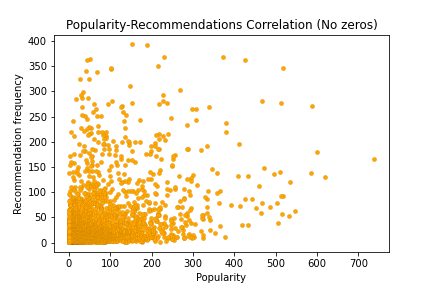 Popularity-Recommendations Correlation (No zeros)
400
350
300
250
200
150
100
50
0
Recommendation frequency
0 100 200 300 400 500 600 700
Popularity